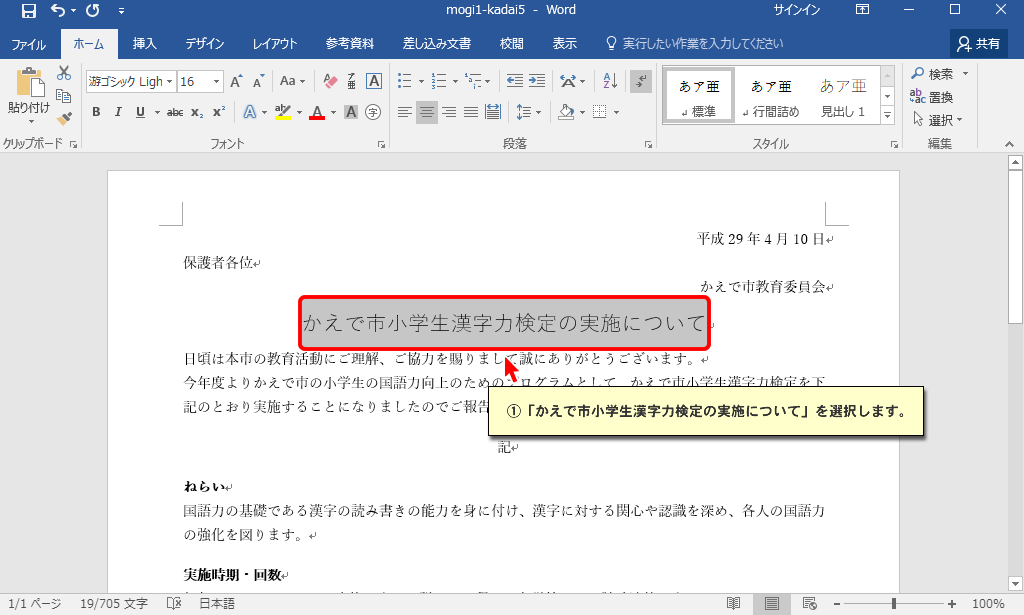 mogi1-kadai5 - Word
サインイン
ファイル ホーム 挿入 デザイン レイアウト 参考資料 差し込み文書 校閲 表示 実行したい作業を入力してください 共有
貼り付け
游ゴシック Ligh 16
A A Aa A
B I U abc x₂ x² A A A 字
あア亜 あア亜 あア亜
↲標準 ↲行間詰め 見出し 1
検索
置換
選択
クリップボード フォント 段落 スタイル 編集
平成 29 年 4 月 10 日↵
保護者各位↵
かえで市教育委員会↵
かえで市小学生漢字力検定の実施について
日頃は本市の教育活動にご理解、ご協力を賜りまして誠にありがとうございます。↵
今年度よりかえで市の小学生の国語力向上のためのプログラムとして、かえで市小学生漢字力検定を下
記のとおり実施することになりましたのでご報告
①「かえで市小学生漢字力検定の実施について」を選択します。
記↵
ねらい↵
国語力の基礎である漢字の読み書きの能力を身に付け、漢字に対する関心や認識を深め、各人の国語力
の強化を図ります。↵
実施時期・回数↵
1/1 ページ 19/705 文字 日本語 100%